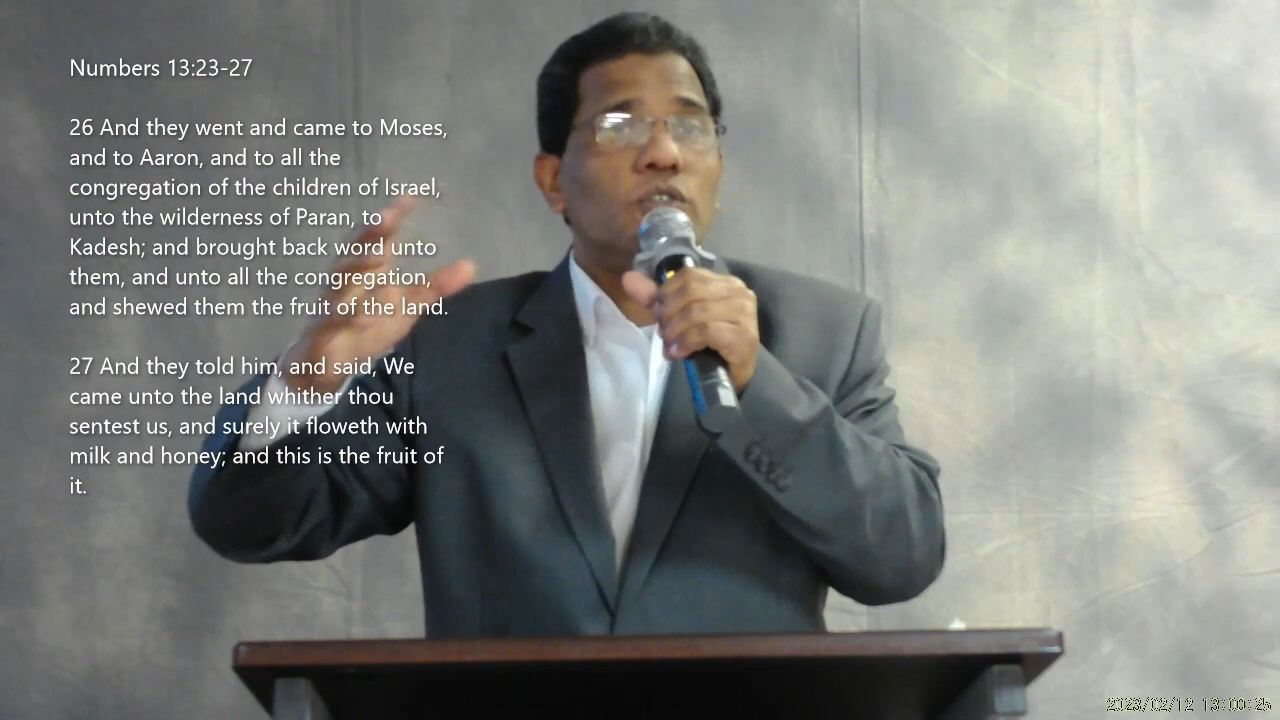 Numbers 13:23-27
26 And they went and came to Moses,
and to Aaron, and to all the
congregation of the children of Israel,
unto the wilderness of Paran, to
Kadesh; and brought back word unto
them, and unto all the congregation,
and shewed them the fruit of the land.
27 And they told him, and said, We
came unto the land whither thou
sentest us, and surely it floweth with
milk and honey; and this is the fruit of
it.
2023/02/12 13:00:25